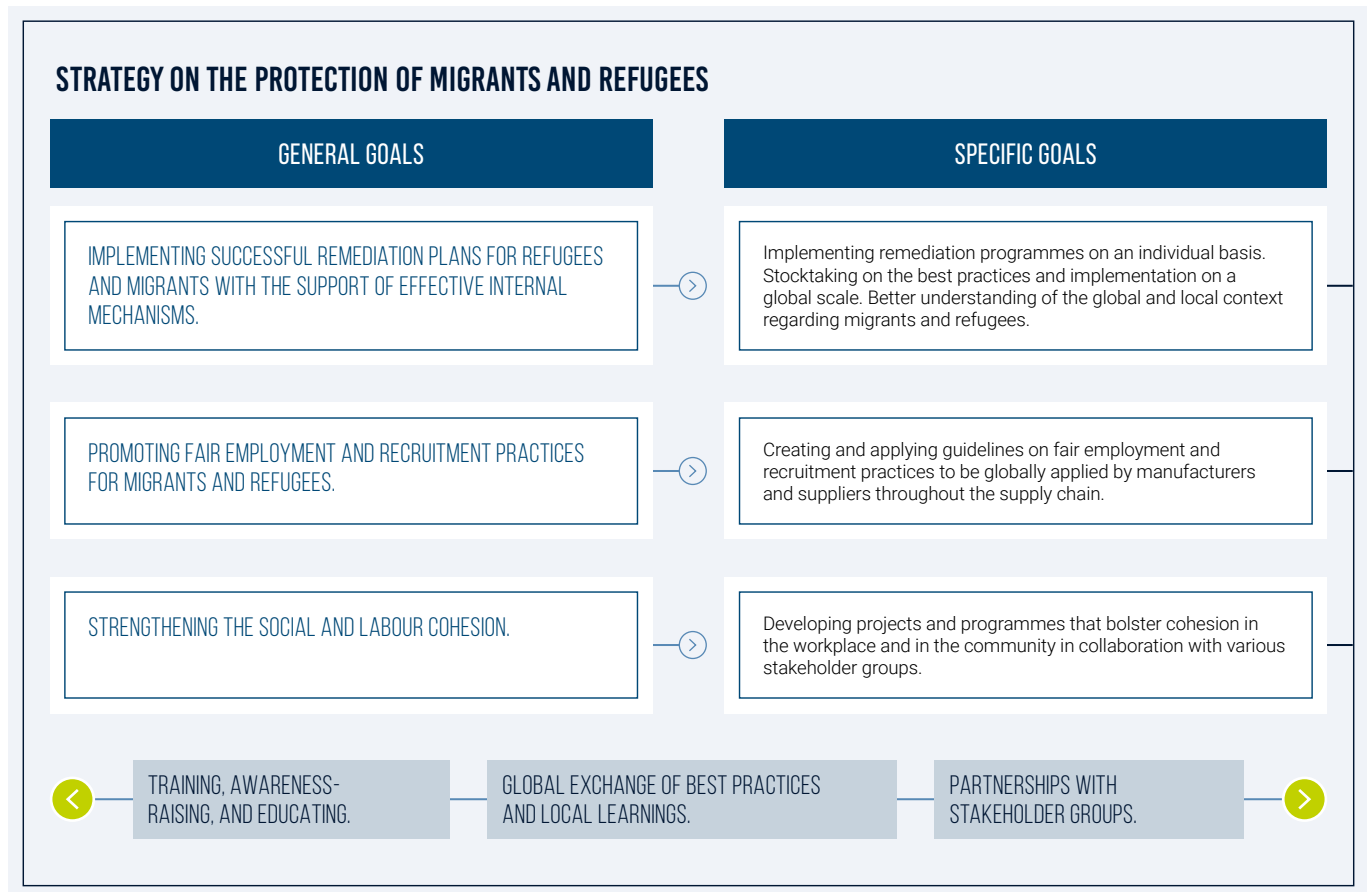 STRATEGY ON THE PROTECTION OF MIGRANTS AND REFUGEES
GENERAL GOALS
SPECIFIC GOALS
IMPLEMENTING SUCCESSFUL REMEDIATION PLANS FOR REFUGEES
AND MIGRANTS WITH THE SUPPORT OF EFFECTIVE INTERNAL
MECHANISMS.
Implementing remediation programmes on an individual basis.
Stocktaking on the best practices and implementation on a
global scale. Better understanding of the global and local context
regarding migrants and refugees.
PROMOTING FAIR EMPLOYMENT AND RECRUITMENT PRACTICES
FOR MIGRANTS AND REFUGEES.
Creating and applying guidelines on fair employment and
recruitment practices to be globally applied by manufacturers
and suppliers throughout the supply chain.
STRENGTHENING THE SOCIAL AND LABOUR COHESION.
Developing projects and programmes that bolster cohesion in
the workplace and in the community in collaboration with various
stakeholder groups.
TRAINING, AWARENESS-
RAISING, AND EDUCATING.
GLOBAL EXCHANGE OF BEST PRACTICES
AND LOCAL LEARNINGS.
PARTNERSHIPS WITH
STAKEHOLDER GROUPS.